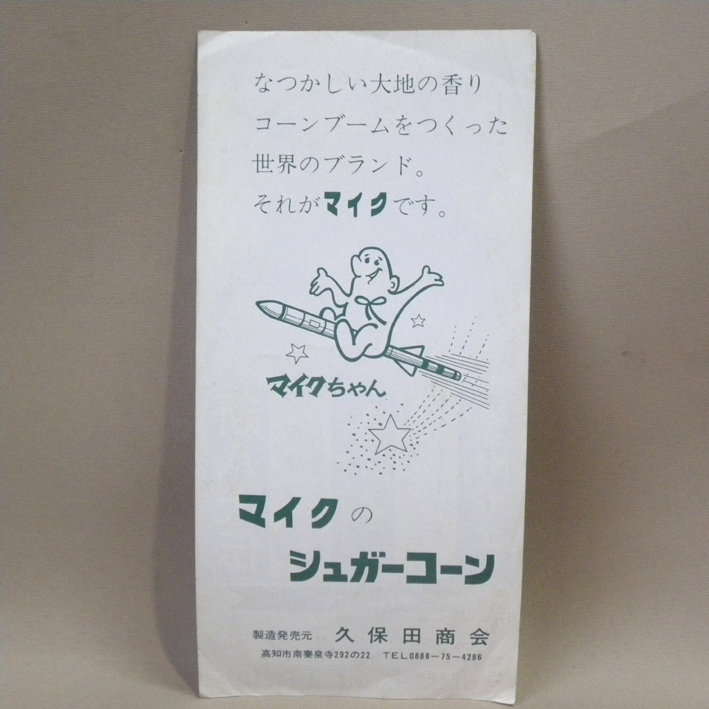 なつかしい大地の香り
コーンブームをつくった
世界のブランド。
それがマイクです。
マイクちゃん
マイクの
シュガーコーン
製造発売元 久保田商会
高知市南秦泉寺292の22 TEL0888-75-4286